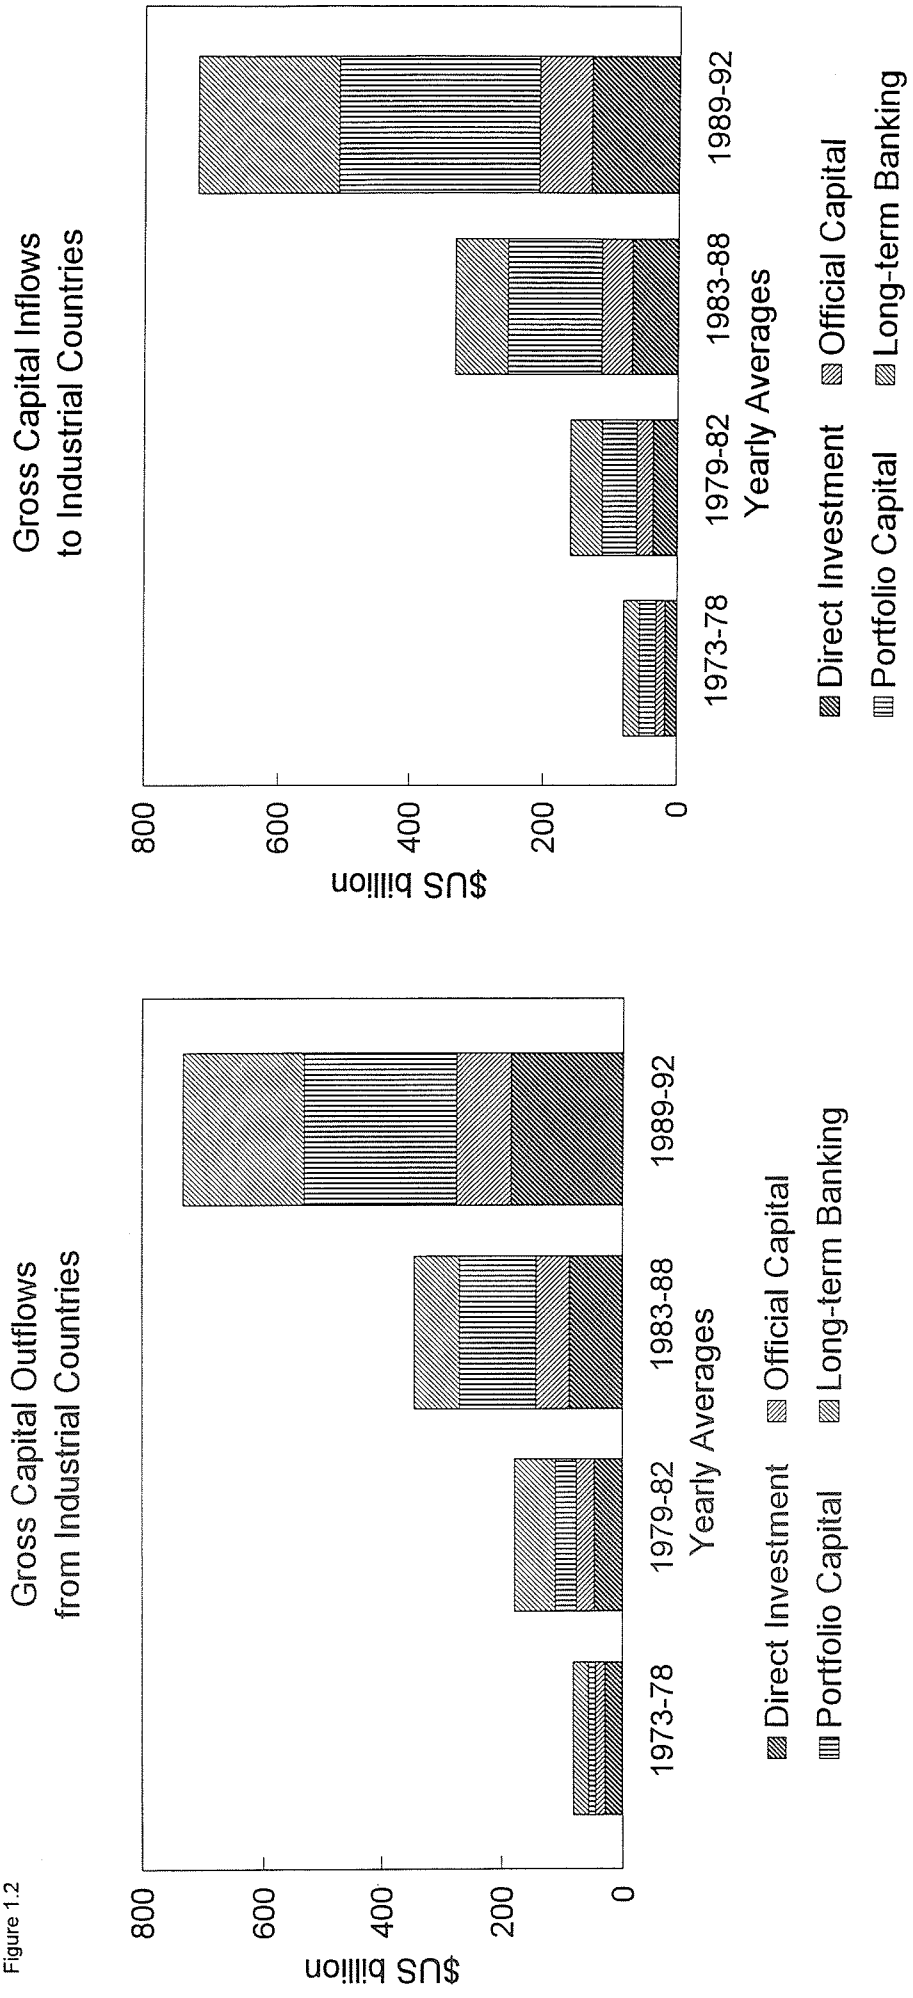 Figure 1.2
Gross Capital Outflows
from Industrial Countries
$US billion
800
600
400
200
0
1973-78 1979-82 1983-88 1989-92
Yearly Averages
Direct Investment Official Capital
Portfolio Capital Long-term Banking
Gross Capital Inflows
to Industrial Countries
$US billion
800
600
400
200
0
1973-78 1979-82 1983-88 1989-92
Yearly Averages
Direct Investment Official Capital
Portfolio Capital Long-term Banking